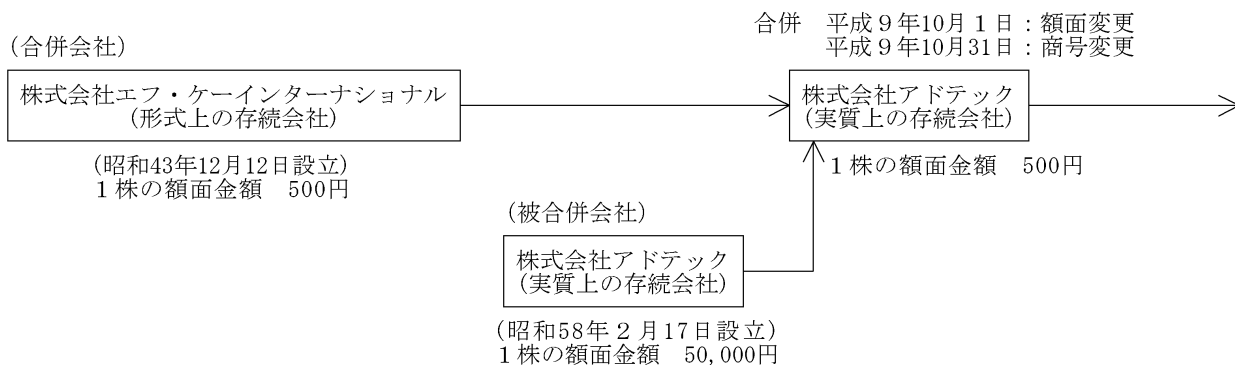 合併　平成９年10月１日：額面変更
平成９年10月31日：商号変更
(合併会社)
株式会社エフ・ケーインターナショナル
(形式上の存続会社)
(昭和43年12月12日設立)
１株の額面金額　500円
株式会社アドテック
(実質上の存続会社)
１株の額面金額　500円
(被合併会社)
株式会社アドテック
(実質上の存続会社)
(昭和58年２月17日設立)
１株の額面金額　50,000円